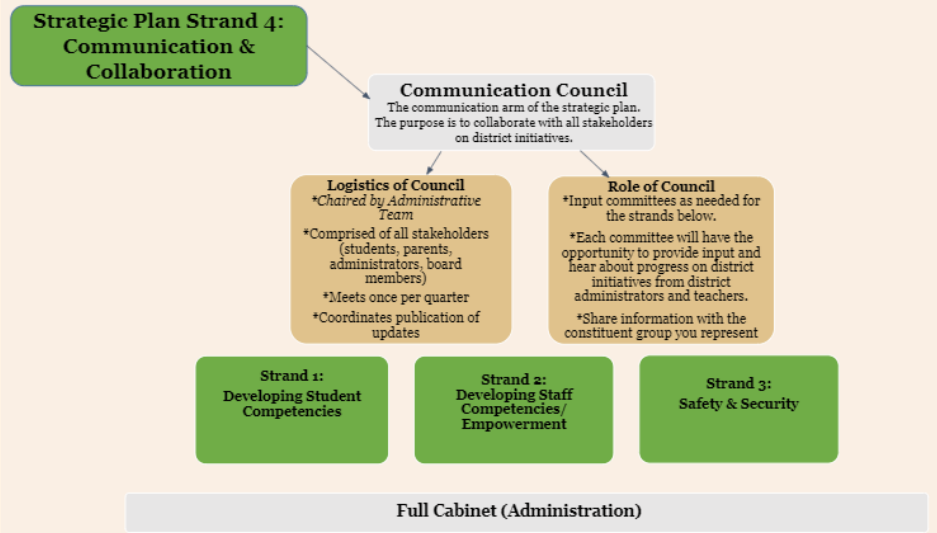 Strategic Plan Strand 4:
Communication &
Collaboration
Communication Council
The communication arm of the strategic plan.
The purpose is to collaborate with all stakeholders
on district initiatives.
Logistics of Council
*Chaired by Administrative
Team
*Comprised of all stakeholders
(students, parents,
administrators, board
members)
*Meets once per quarter
*Coordinates publication of
updates
Role of Council
*Input committees as needed for
the strands below.
*Each committee will have the
opportunity to provide input and
hear about progress on district
initiatives from district
administrators and teachers.
*Share information with the
constituent group you represent
Strand 1:
Developing Student
Competencies
Strand 2:
Developing Staff
Competencies/
Empowerment
Strand 3:
Safety & Security
Full Cabinet (Administration)